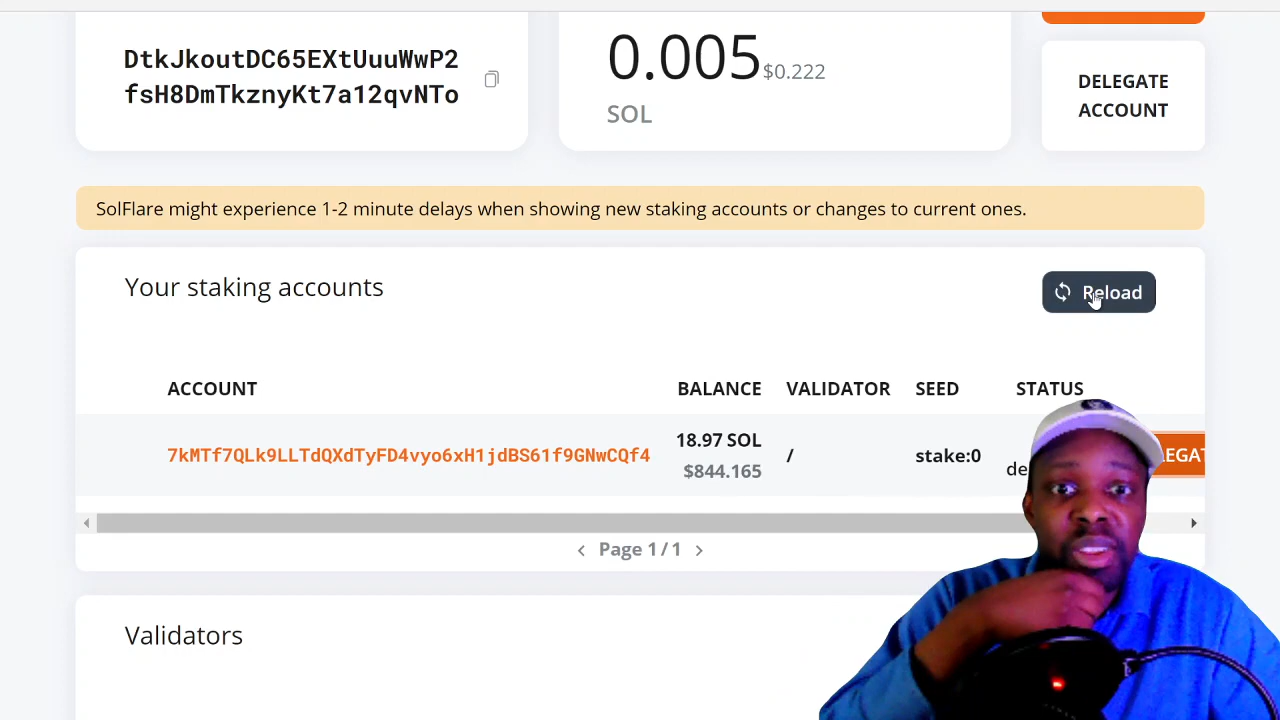 DtkJkoutDC65EXtUuuWwP2
fsH8DmTkznyKt7a12qvNTo
0.005 $0.222
SOL
DELEGATE
ACCOUNT
SolFlare might experience 1-2 minute delays when showing new staking accounts or changes to current ones.
Your staking accounts
Reload
ACCOUNT BALANCE VALIDATOR SEED STATUS
7kMTf7QLk9LLTdQXdTyFD4vyo6xH1jdBS61f9GNwCQf4 18.97 SOL / stake:0
$844.165
Page 1 / 1
Validators